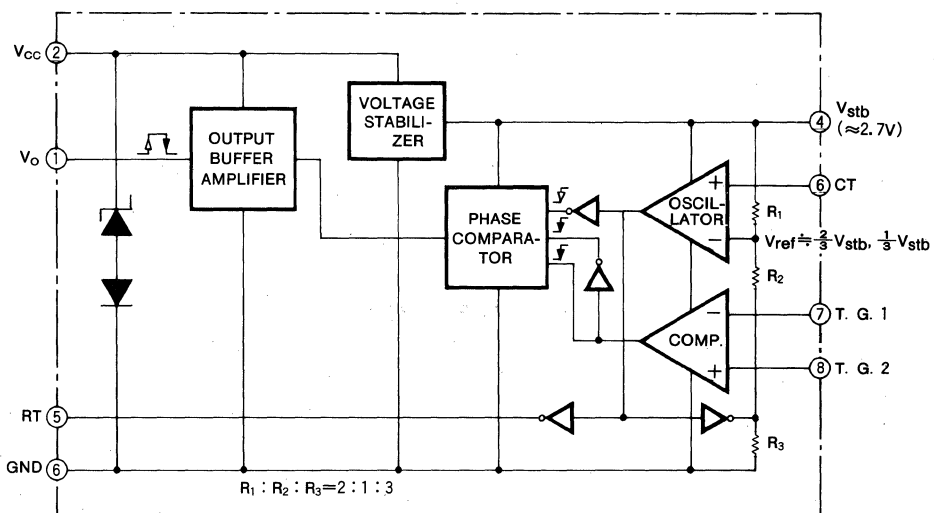 VCC 2
VO 1
OUTPUT
BUFFER
AMPLIFIER
VOLTAGE
STABILI-
ZER
4 Vstb
(≈2.7V)
6 CT
PHASE
COMPARA-
TOR
+
OSCIL-
LATOR
−
R1
Vref≒2/3 Vstb, 1/3 Vstb
R2
−
COMP.
+
7 T. G. 1
8 T. G. 2
RT 5
R3
GND 6
R1 : R2 : R3=2 : 1 : 3